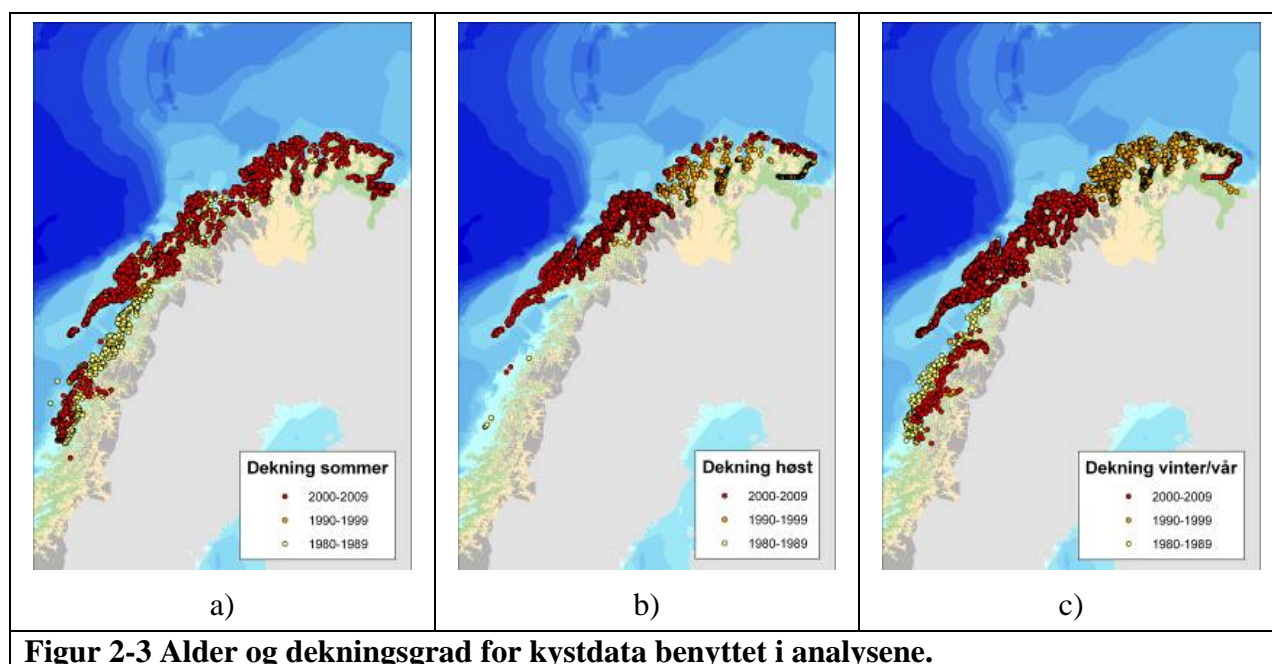 Dekning sommer
2000-2009
1990-1999
1980-1989
Dekning høst
2000-2009
1990-1999
1980-1989
Dekning vinter/vår
2000-2009
1990-1999
1980-1989
a)
b)
c)
Figur 2-3 Alder og dekningsgrad for kystdata benyttet i analysene.